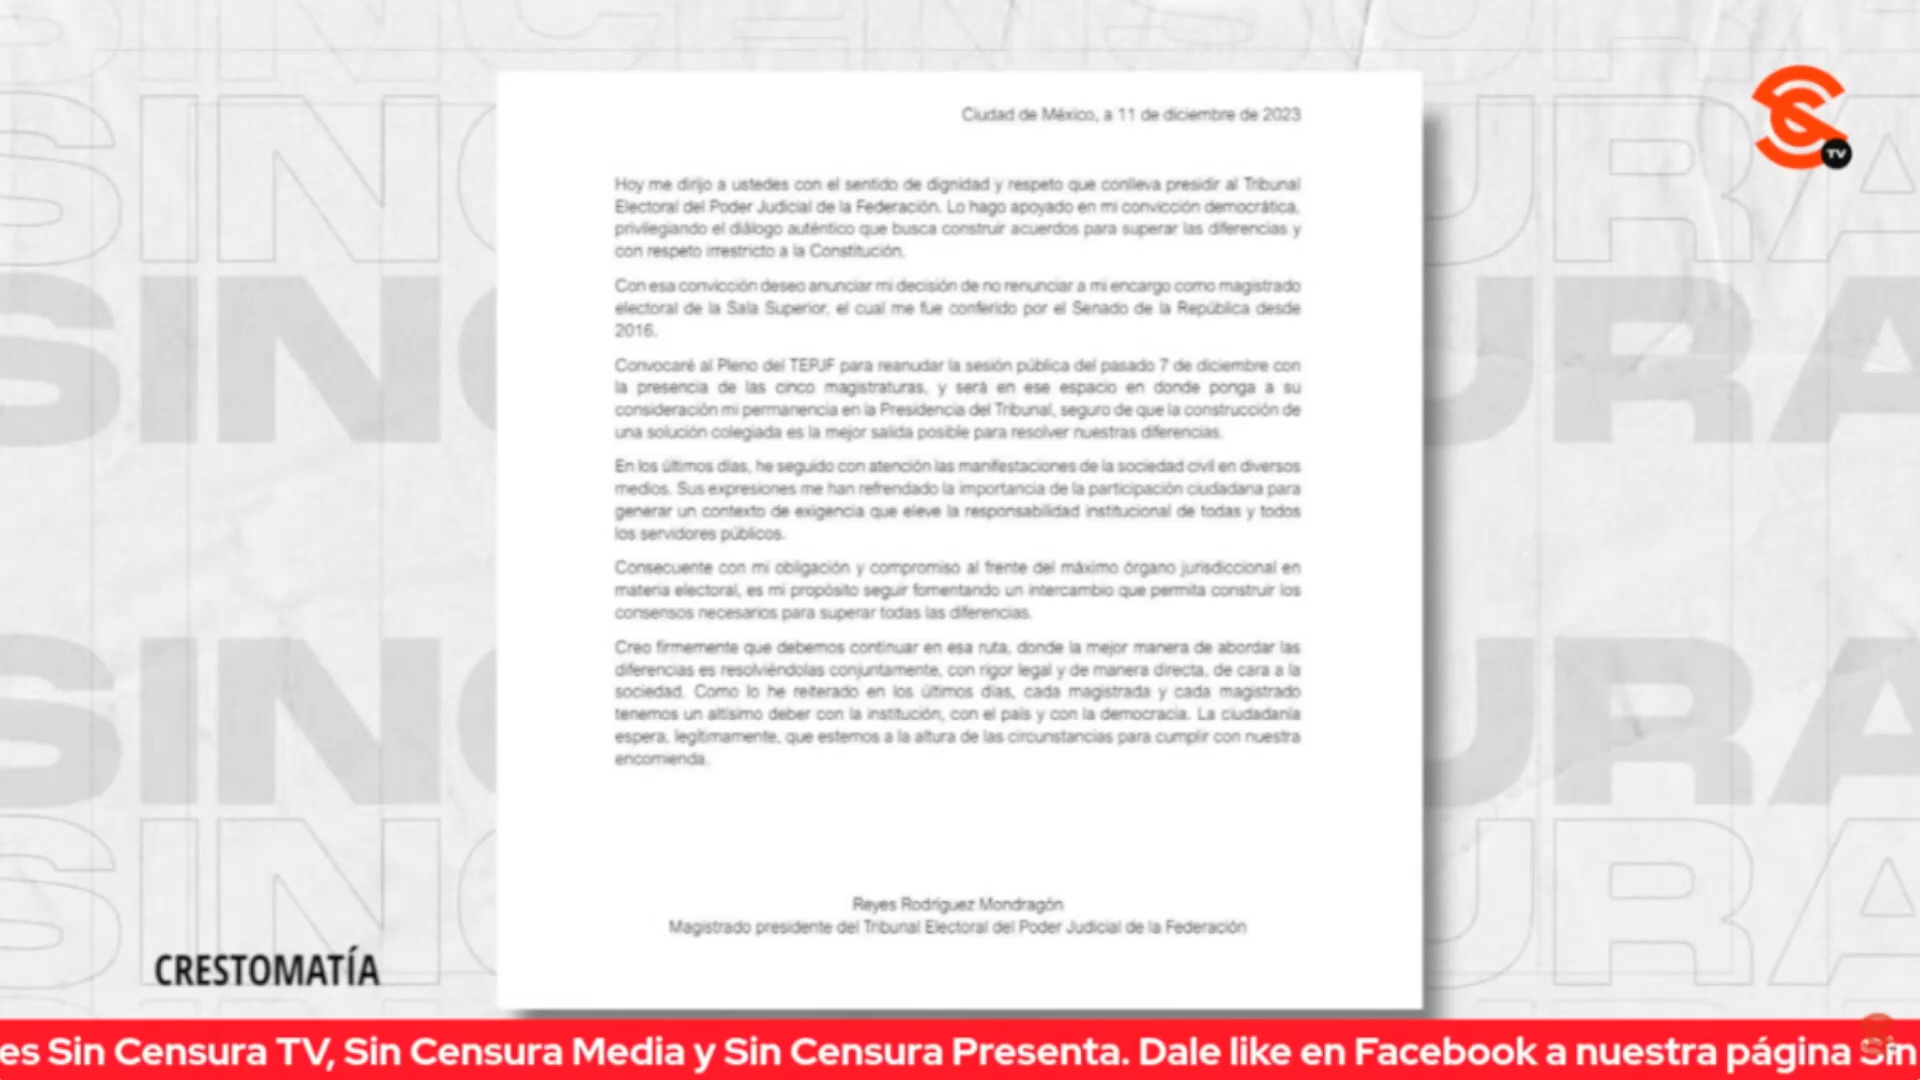 Ciudad de México, a 11 de diciembre de 2023
TV
Hoy me dirijo a ustedes con el sentido de dignidad y respeto que conlleva presidir al Tribunal
Electoral del Poder Judicial de la Federación. Lo hago apoyado en mi convicción democrática,
privilegiando el diálogo auténtico que busca construir acuerdos para superar las diferencias y
con respeto irrestricto a la Constitución.
Con esa convicción deseo anunciar mi decisión de no renunciar a mi encargo como magistrado
electoral de la Sala Superior, el cual me fue conferido por el Senado de la República desde
2016.
Convocaré al Pleno del TEPJF para reanudar la sesión pública del pasado 7 de diciembre con
la presencia de las cinco magistraturas, y será en ese espacio en donde ponga a su
consideración mi permanencia en la Presidencia del Tribunal, seguro de que la construcción de
una solución colegiada es la mejor salida posible para resolver nuestras diferencias.
En los últimos días, he seguido con atención las manifestaciones de la sociedad civil en diversos
medios. Sus expresiones me han refrendado la importancia de la participación ciudadana para
generar un contexto de exigencia que eleve la responsabilidad institucional de todas y todos
los servidores públicos.
Consecuente con mi obligación y compromiso al frente del máximo órgano jurisdiccional en
materia electoral, es mi propósito seguir fomentando un intercambio que permita construir los
consensos necesarios para superar todas las diferencias.
Creo firmemente que debemos continuar en esa ruta, donde la mejor manera de abordar las
diferencias es resolviéndolas conjuntamente, con rigor legal y de manera directa, de cara a la
sociedad. Como lo he reiterado en los últimos días, cada magistrada y cada magistrado
tenemos un altísimo deber con la institución, con el país y con la democracia. La ciudadanía
espera, legítimamente, que estemos a la altura de las circunstancias para cumplir con nuestra
encomienda.
Reyes Rodríguez Mondragón
Magistrado presidente del Tribunal Electoral del Poder Judicial de la Federación
CRESTOMATÍA
es Sin Censura TV, Sin Censura Media y Sin Censura Presenta. Dale like en Facebook a nuestra página Sin